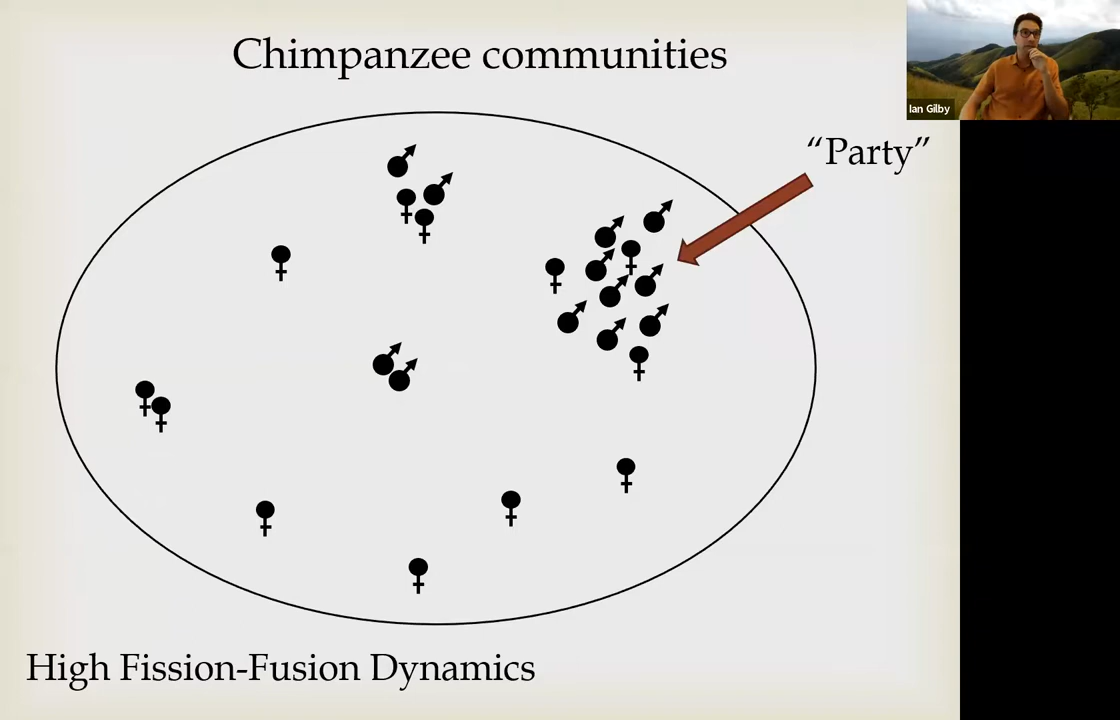 Chimpanzee communities
Ian Gilby
“Party”
High Fission-Fusion Dynamics